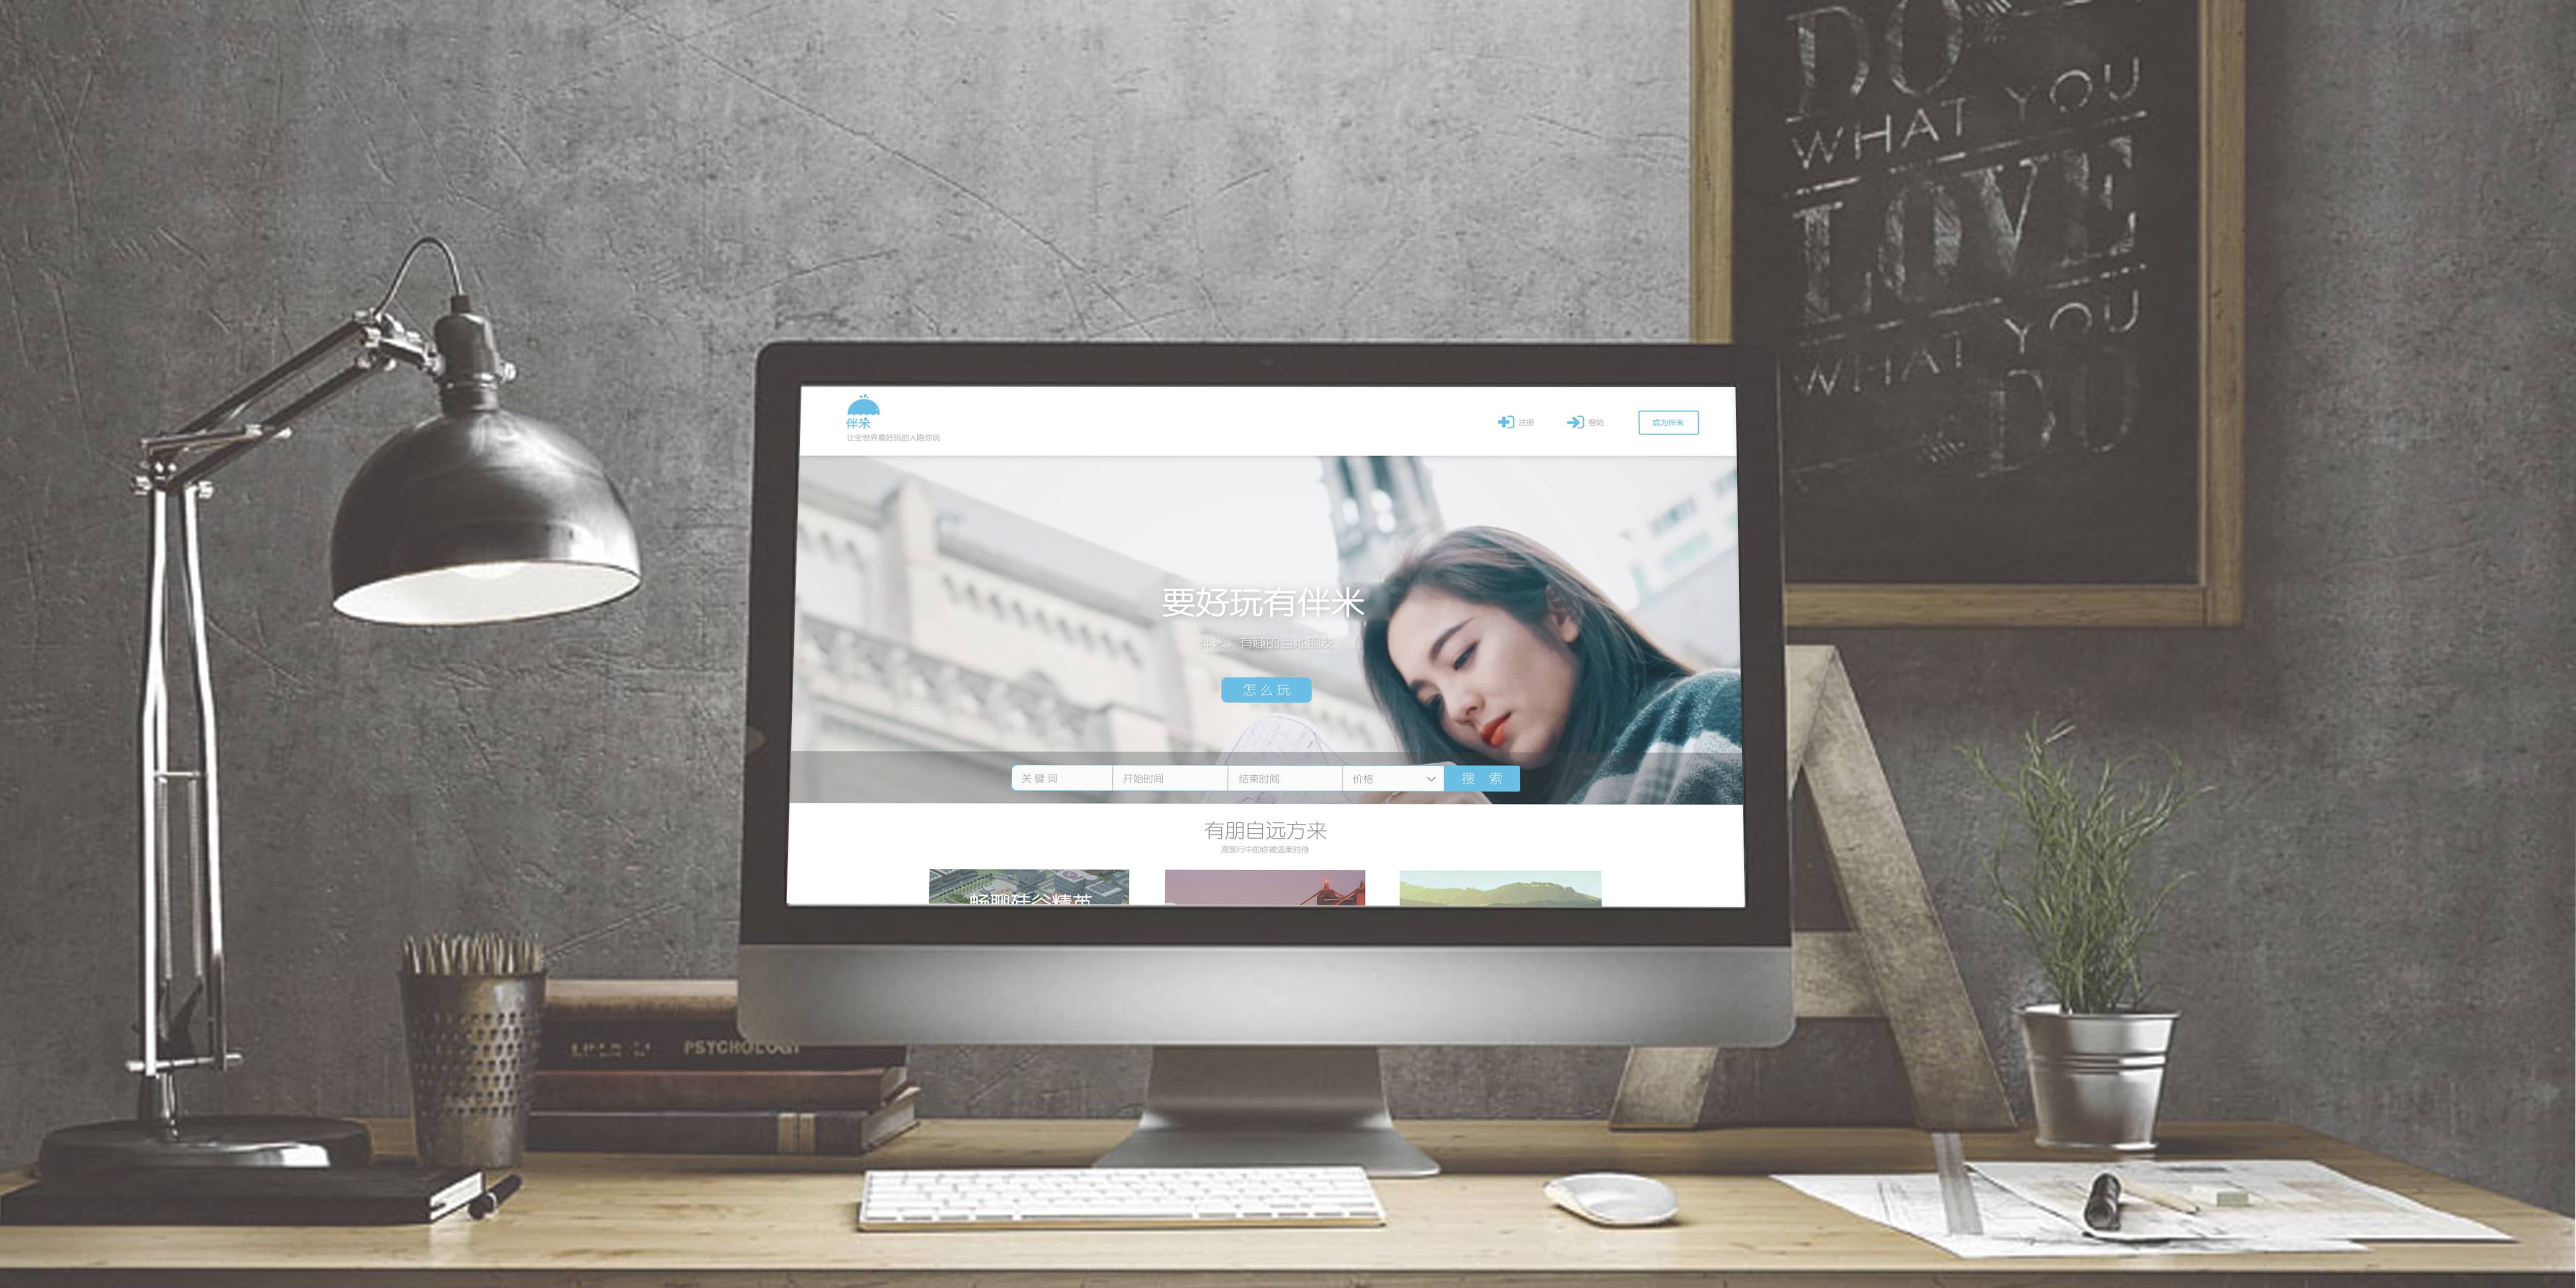 DO
WHAT YOU
LOVE
WHAT YOU
DO
伴米
让全世界最好玩的人陪你玩
注册
登陆
成为伴米
要好玩有伴米
伴米，有趣的当地朋友
怎么玩
关键词
开始时间
结束时间
价格
搜 索
有朋自远方来
愿旅行中的你被温柔对待
畅聊硅谷精英
PSYCHOLOGY